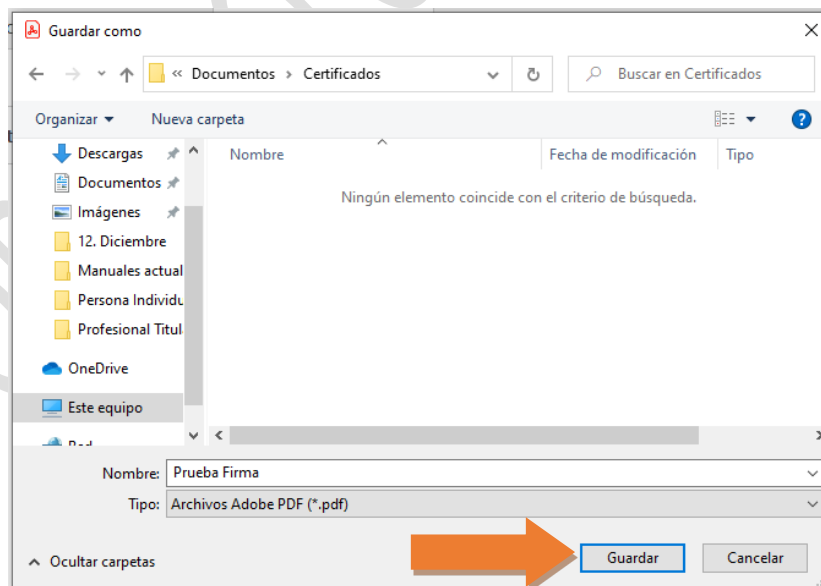 Guardar como
« Documentos › Certificados
Buscar en Certificados
Organizar
Nueva carpeta
Descargas
Documentos
Imágenes
12. Diciembre
Manuales actual
Persona Individu
Profesional Titul
OneDrive
Este equipo
Red
Nombre
Fecha de modificación
Tipo
Ningún elemento coincide con el criterio de búsqueda.
Nombre: Prueba Firma
Tipo: Archivos Adobe PDF (*.pdf)
Ocultar carpetas
Guardar
Cancelar